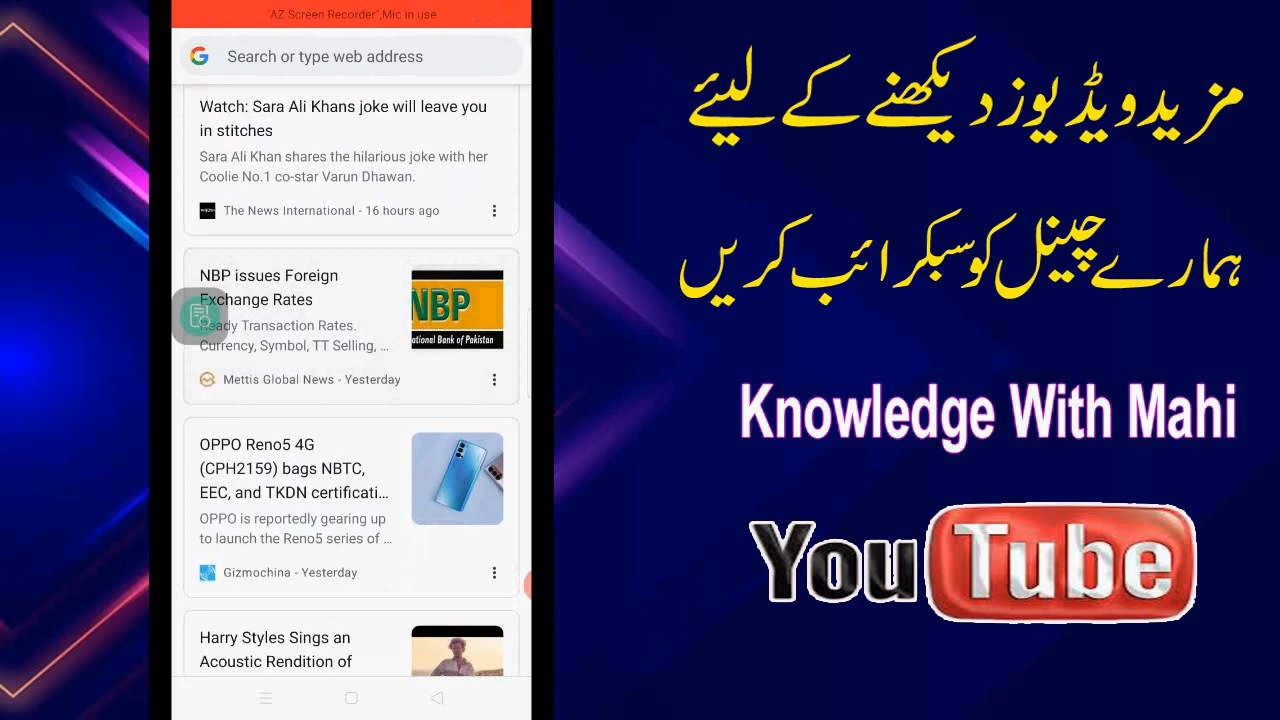 "AZ Screen Recorder",Mic in use
Search or type web address
Watch: Sara Ali Khans joke will leave you
in stitches
Sara Ali Khan shares the hilarious joke with her
Coolie No.1 co-star Varun Dhawan.
The News International - 16 hours ago
NBP issues Foreign
Exchange Rates
Ready Transaction Rates.
Currency, Symbol, TT Selling, ...
NBP
ational Bank of Pakistan
Mettis Global News - Yesterday
OPPO Reno5 4G
(CPH2159) bags NBTC,
EEC, and TKDN certificati...
OPPO is reportedly gearing up
to launch the Reno5 series of ...
Gizmochina - Yesterday
Harry Styles Sings an
Acoustic Rendition of
مزید ویڈیوز دیکھنے کے لیئے
ہمارے چینل کو سبکرائب کریں
Knowledge With Mahi
YouTube